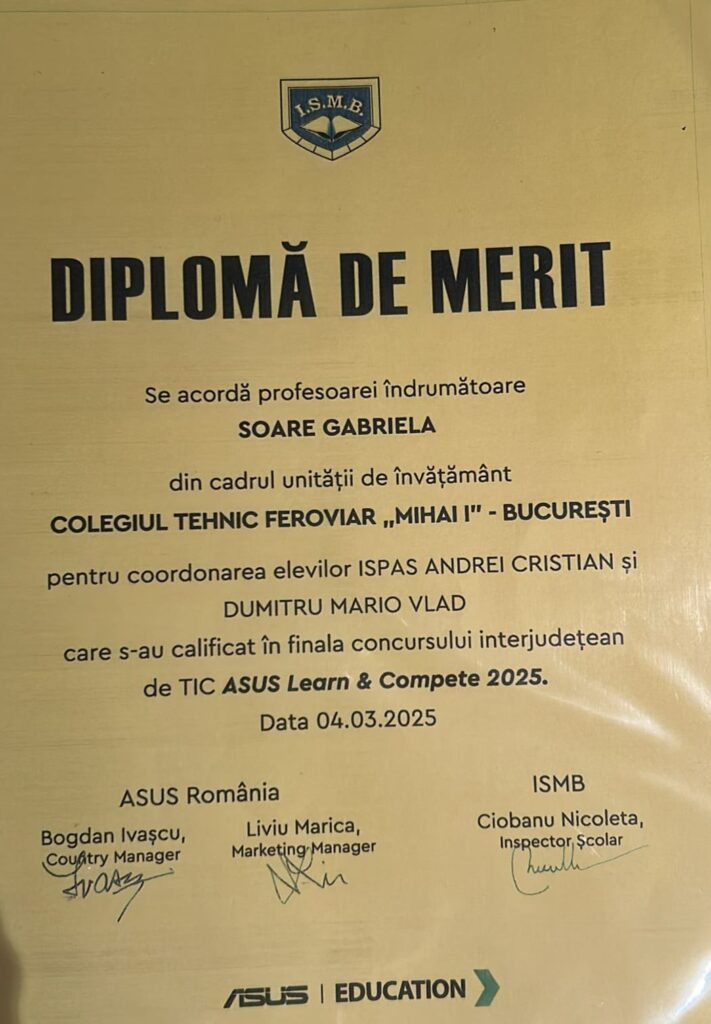 I.S.M.B.
DIPLOMĂ DE MERIT
Se acordă profesoarei îndrumătoare
SOARE GABRIELA
din cadrul unității de învățământ
COLEGIUL TEHNIC FEROVIAR „MIHAI I" - BUCUREȘTI
pentru coordonarea elevilor ISPAS ANDREI CRISTIAN și
DUMITRU MARIO VLAD
care s-au calificat în finala concursului interjudețean
de TIC ASUS Learn & Compete 2025.
Data 04.03.2025
ASUS România
Bogdan Ivașcu,
Country Manager
Liviu Marica,
Marketing Manager
ISMB
Ciobanu Nicoleta,
Inspector Școlar
ASUS | EDUCATION